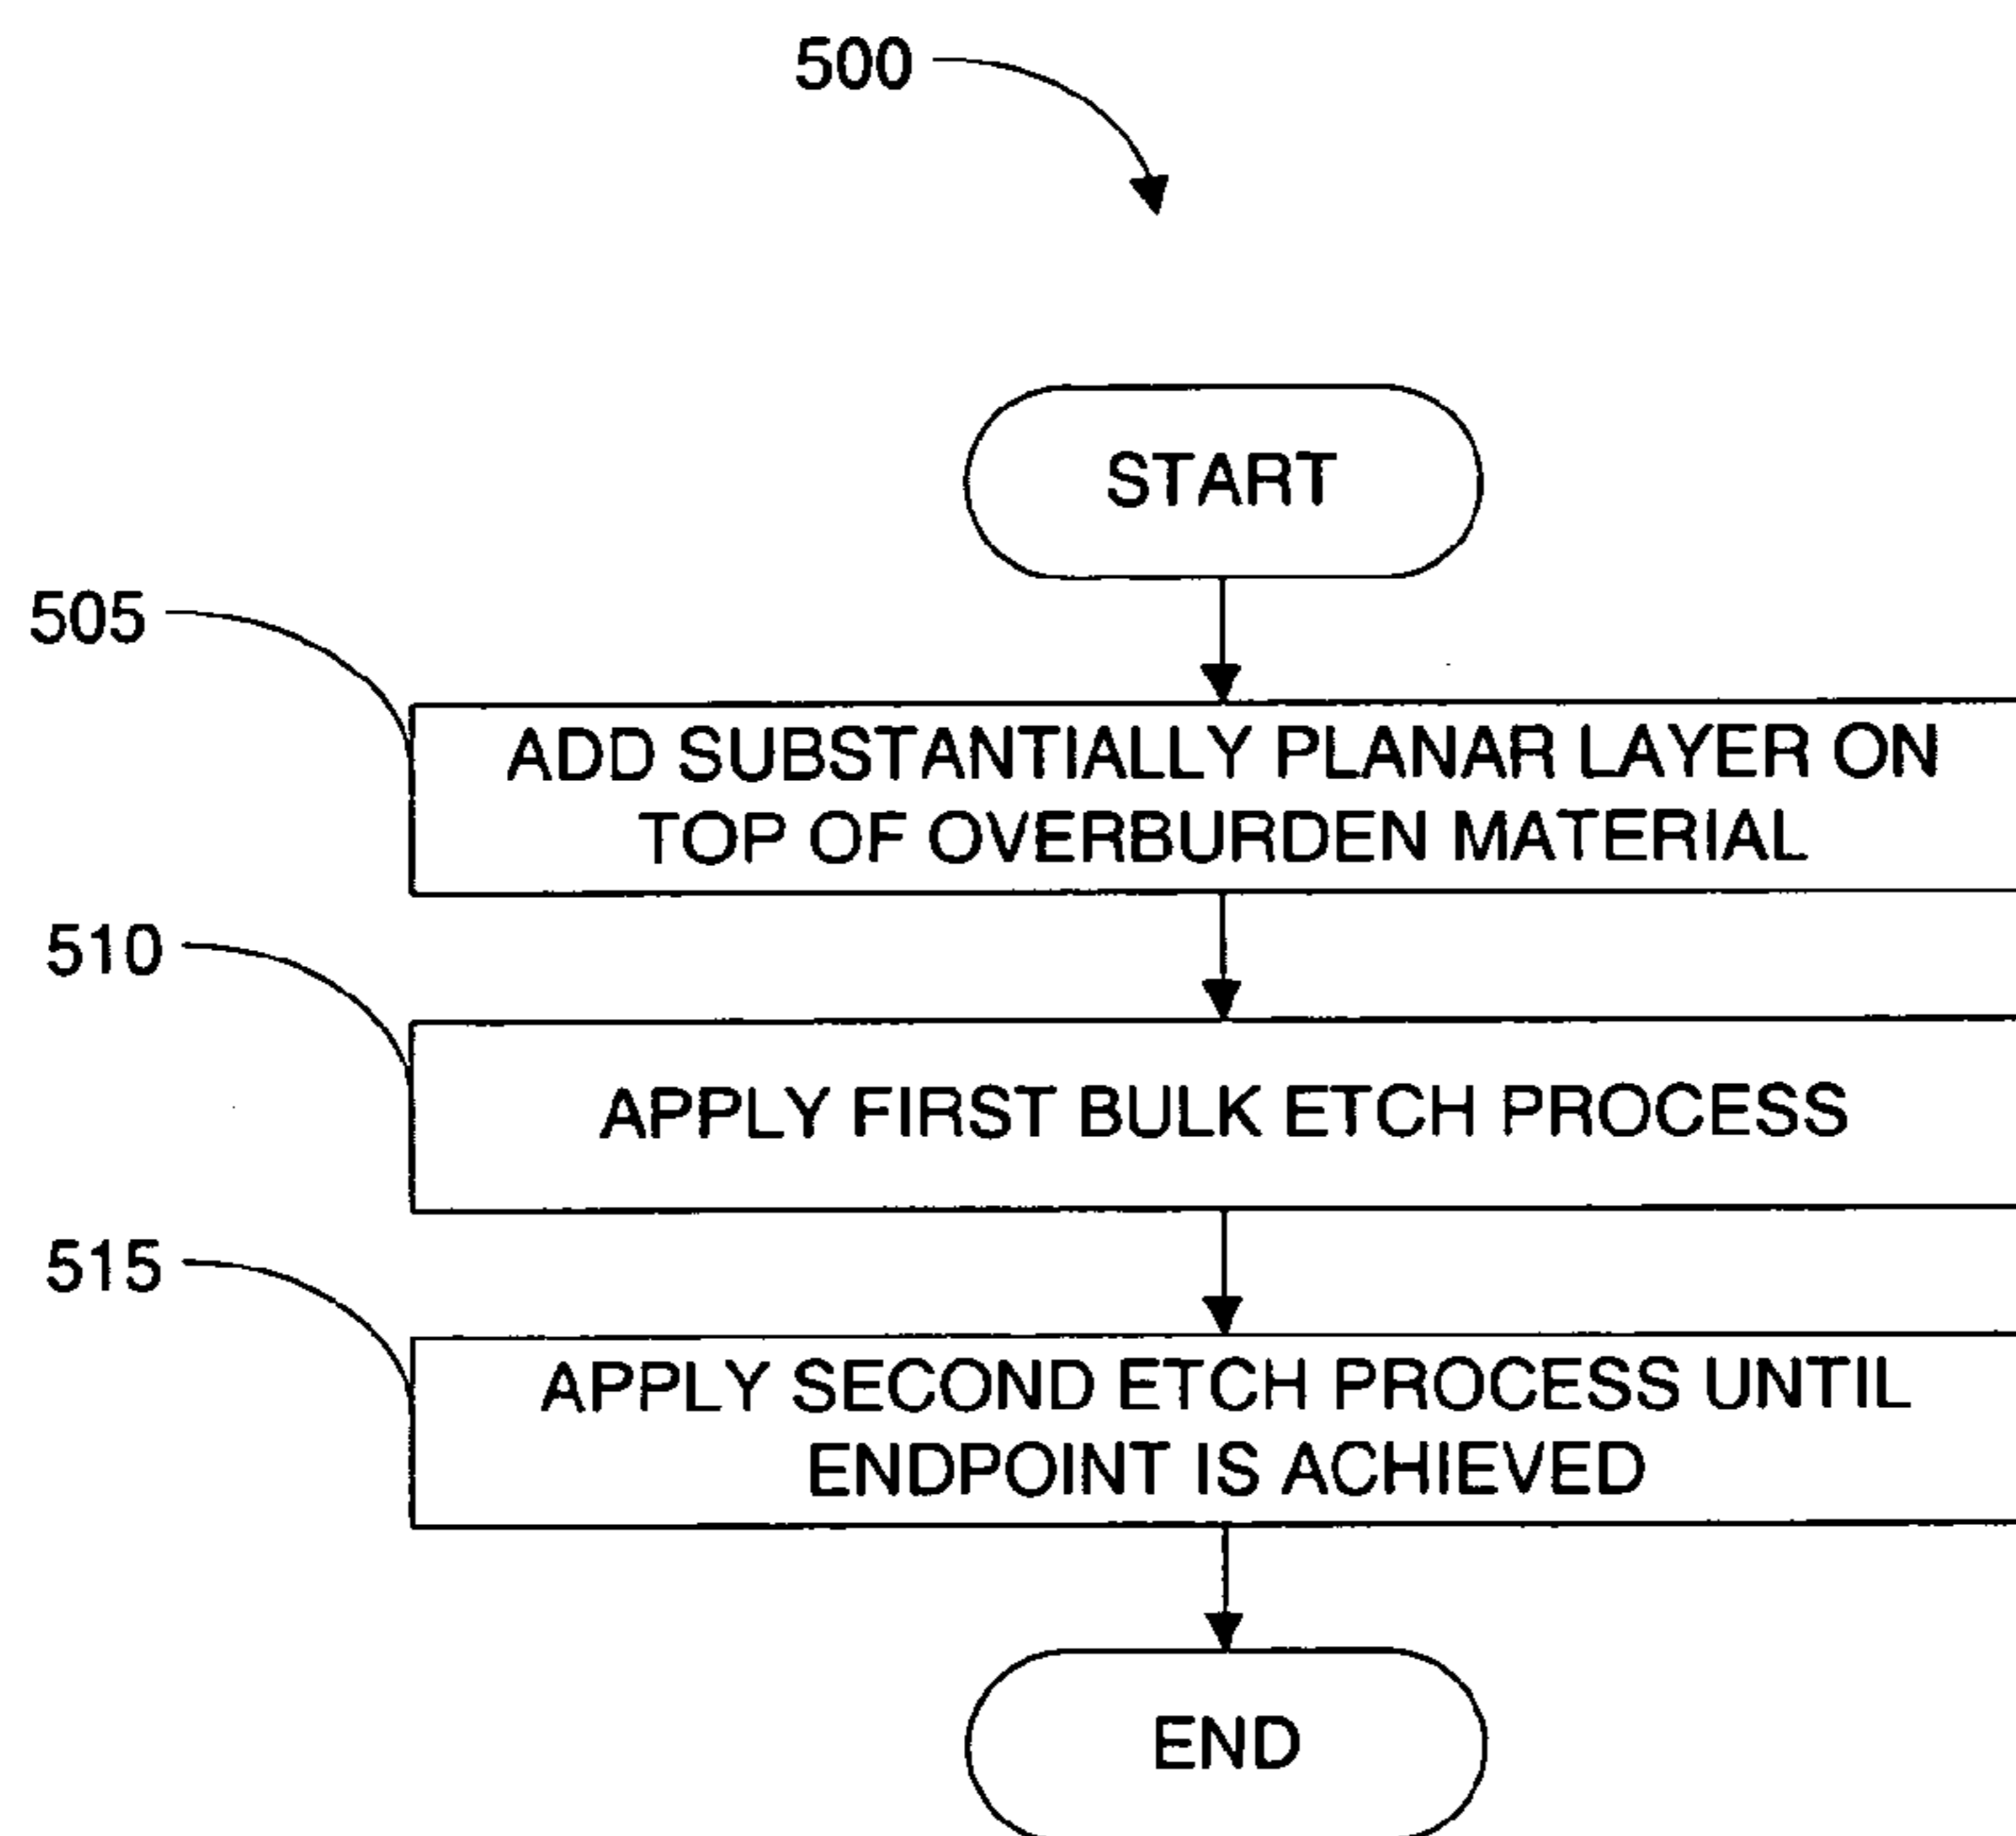 500
START
505
ADD SUBSTANTIALLY PLANAR LAYER ON
TOP OF OVERBURDEN MATERIAL
510
APPLY FIRST BULK ETCH PROCESS
515
APPLY SECOND ETCH PROCESS UNTIL
ENDPOINT IS ACHIEVED
END